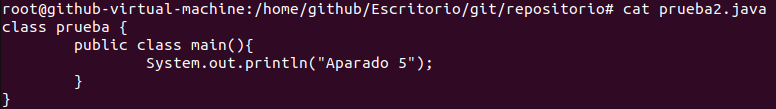 root@github-virtual-machine:/home/github/Escritorio/git/repositorio# cat prueba2.java
class prueba {
        public class main(){
                System.out.println("Aparado 5");
        }
}